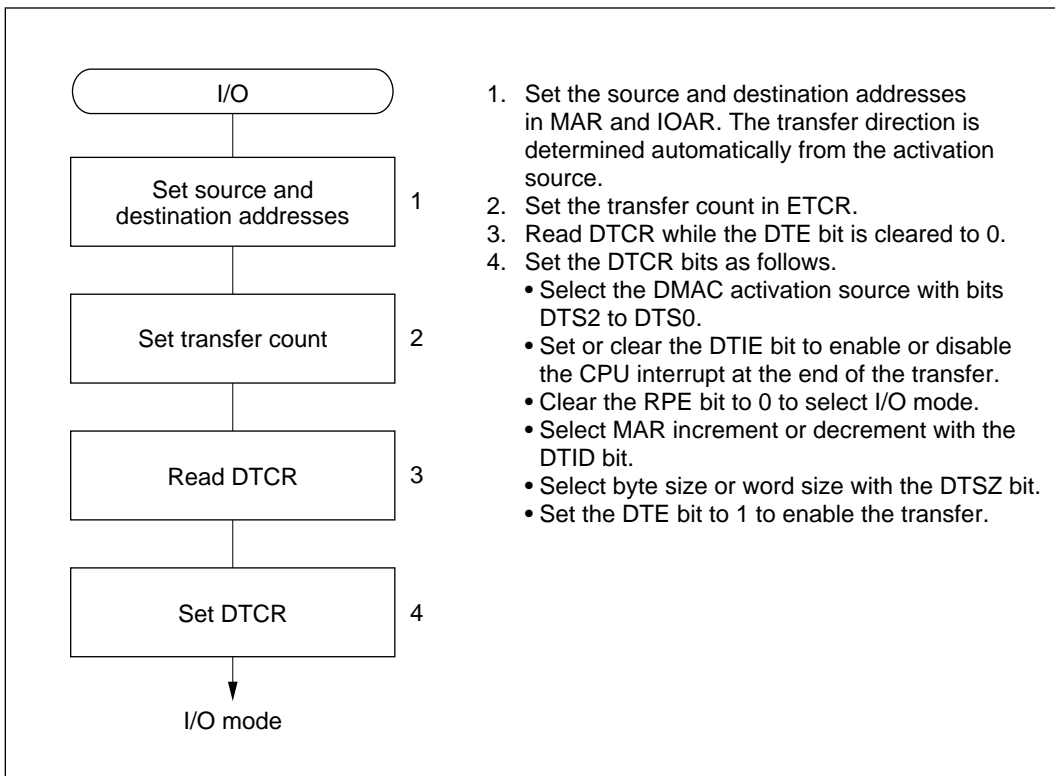 I/O
Set source and
destination addresses
1
Set transfer count
2
Read DTCR
3
Set DTCR
4
I/O mode
1. Set the source and destination addresses
in MAR and IOAR. The transfer direction is
determined automatically from the activation
source.
2. Set the transfer count in ETCR.
3. Read DTCR while the DTE bit is cleared to 0.
4. Set the DTCR bits as follows.
• Select the DMAC activation source with bits
DTS2 to DTS0.
• Set or clear the DTIE bit to enable or disable
the CPU interrupt at the end of the transfer.
• Clear the RPE bit to 0 to select I/O mode.
• Select MAR increment or decrement with the
DTID bit.
• Select byte size or word size with the DTSZ bit.
• Set the DTE bit to 1 to enable the transfer.